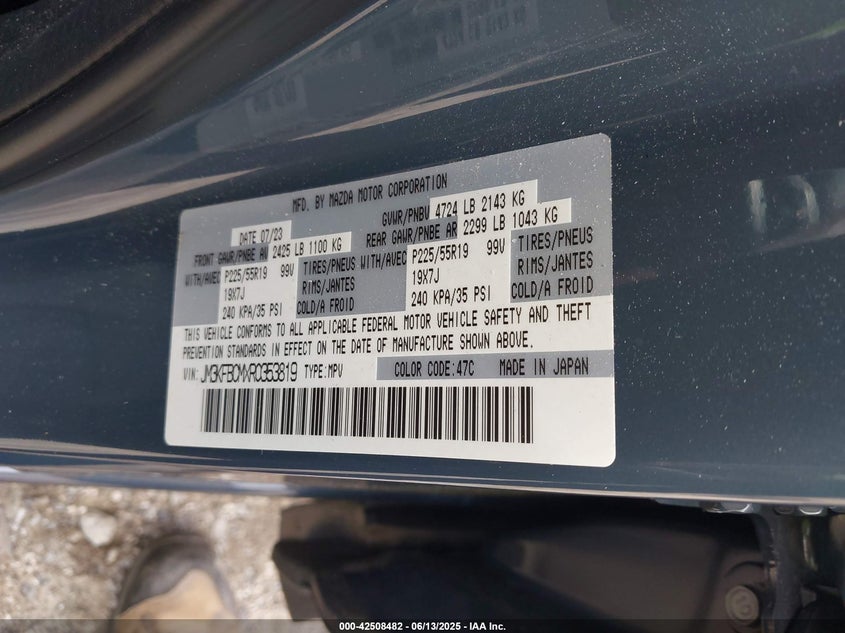 MFD. BY MAZDA MOTOR CORPORATION
DATE 07/23 GVWR/PNBV 4724 LB 2143 KG
FRONT GAWR/PNBE AV 2425 LB 1100 KG REAR GAWR/PNBE AR 2299 LB 1043 KG
WITH/AVEC P225/55R19 99V TIRES/PNEUS WITH/AVEC P225/55R19 99V TIRES/PNEUS
19X7J RIMS/JANTES 19X7J RIMS/JANTES
240 KPA/35 PSI COLD/A FROID 240 KPA/35 PSI COLD/A FROID
THIS VEHICLE CONFORMS TO ALL APPLICABLE FEDERAL MOTOR VEHICLE SAFETY AND THEFT
PREVENTION STANDARDS IN EFFECT ON THE DATE OF MANUFACTURE SHOWN ABOVE.
VIN: JM3KFBCMXR0353819 TYPE:MPV COLOR CODE:47C MADE IN JAPAN
000-42508482 - 06/13/2025 - IAA Inc.